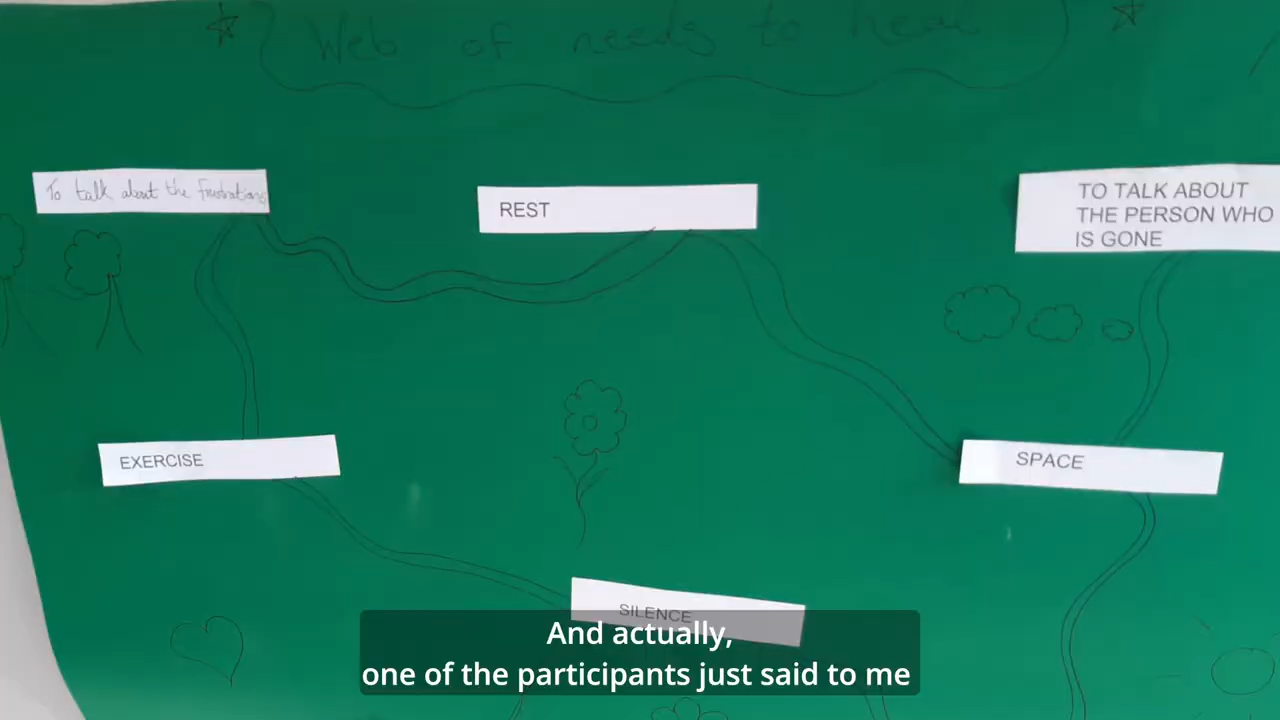 Web of needs to heal
To talk about the frustrations
REST
TO TALK ABOUT
THE PERSON WHO
IS GONE
EXERCISE
SPACE
SILENCE
And actually,
one of the participants just said to me